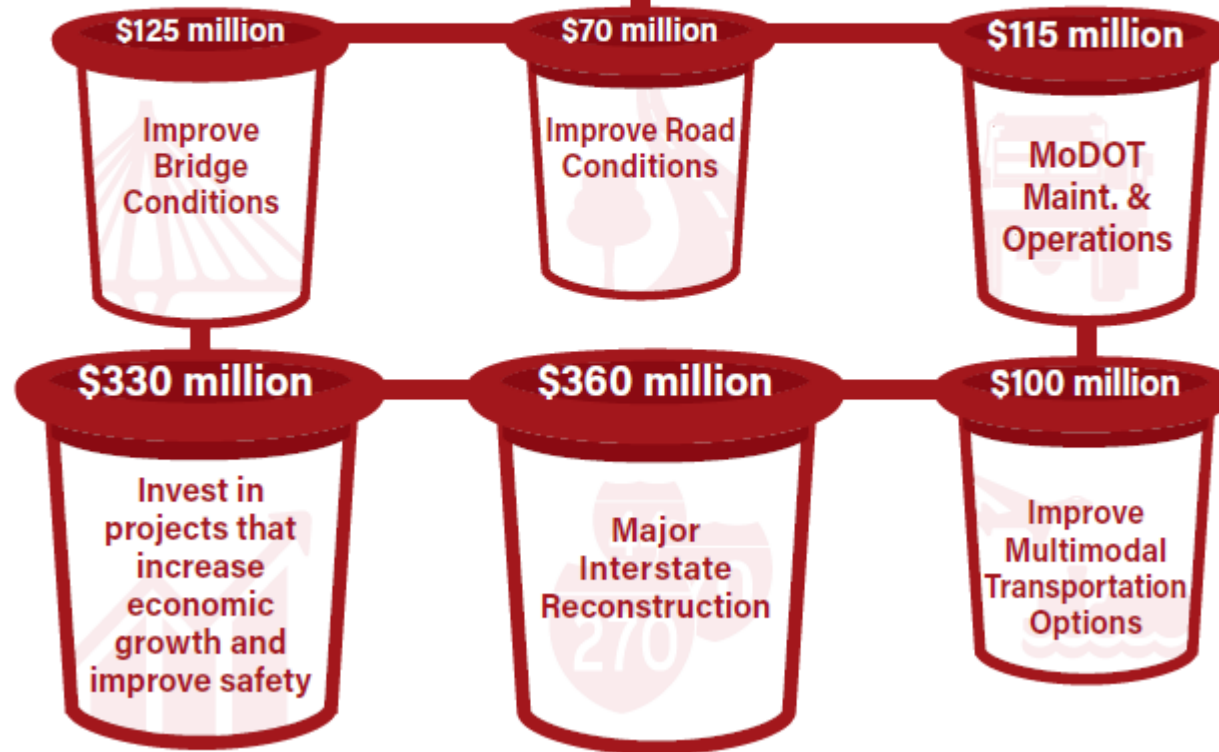 $125 million
Improve
Bridge
Conditions
$70 million
Improve Road
Conditions
$115 million
MoDOT
Maint. &
Operations
$330 million
Invest in
projects that
increase
economic
growth and
improve safety
$360 million
Major
Interstate
Reconstruction
270
$100 million
Improve
Multimodal
Transportation
Options